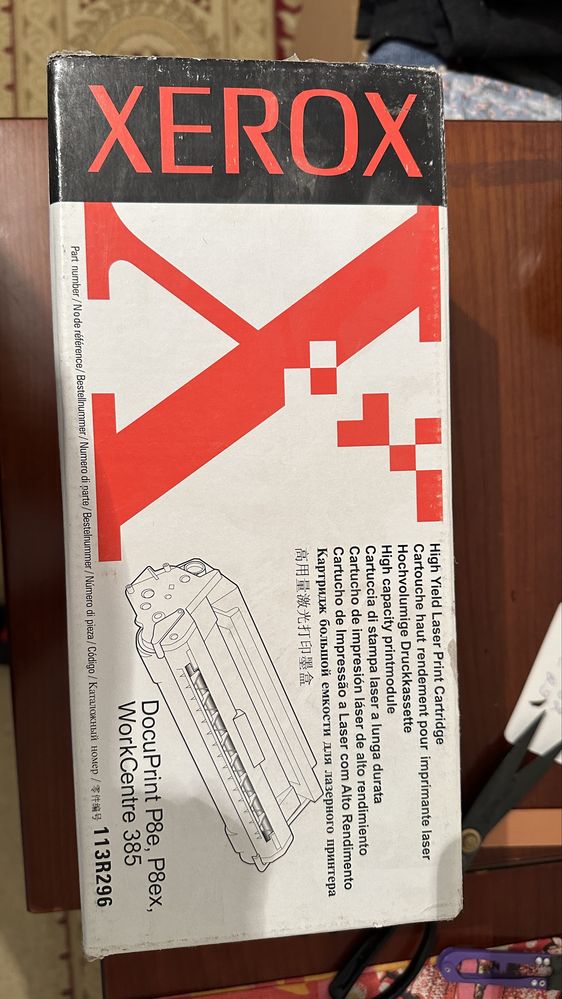 XEROX
High Yield Laser Print Cartridge
Cartouche haut rendement pour imprimante laser
Hochvolumige Druckkassette
High capacity printmodule
Cartuccia di stampa laser a lunga durata
Cartucho de impresión láser de alto rendimiento
Cartucho de Impressão a Laser com Alto Rendimento
Картридж большой емкости для лазерного принтера
高用量激光打印墨盒
DocuPrint P8e, P8ex,
WorkCentre 385
Part number / No de référence / Bestellnummer / Numero di parte / Bestelnummer / Número di pieza / Código / Каталожный номер / 零件编号 113R296